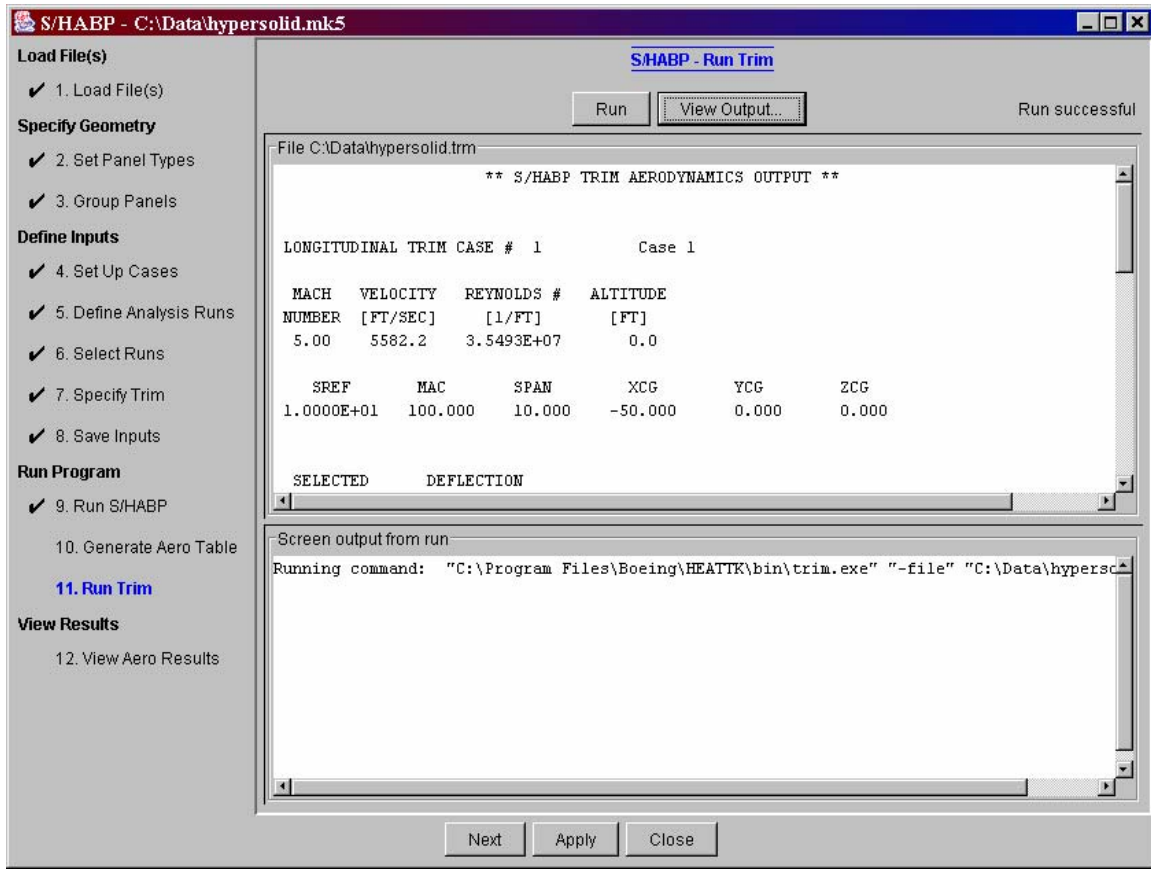 S/HABP - C:\Data\hypersolid.mk5
Load File(s)
✔ 1. Load File(s)
Specify Geometry
✔ 2. Set Panel Types
✔ 3. Group Panels
Define Inputs
✔ 4. Set Up Cases
✔ 5. Define Analysis Runs
✔ 6. Select Runs
✔ 7. Specify Trim
✔ 8. Save Inputs
Run Program
✔ 9. Run S/HABP
10. Generate Aero Table
11. Run Trim
View Results
12. View Aero Results
S/HABP - Run Trim
Run View Output... Run successful
File C:\Data\hypersolid.trm
** S/HABP TRIM AERODYNAMICS OUTPUT **
LONGITUDINAL TRIM CASE # 1 Case 1
MACH VELOCITY REYNOLDS # ALTITUDE
NUMBER [FT/SEC] [1/FT] [FT]
5.00 5582.2 3.5493E+07 0.0
SREF MAC SPAN XCG YCG ZCG
1.0000E+01 100.000 10.000 -50.000 0.000 0.000
SELECTED DEFLECTION
Screen output from run
Running command: "C:\Program Files\Boeing\HEATTK\bin\trim.exe" "-file" "C:\Data\hypersc
Next Apply Close